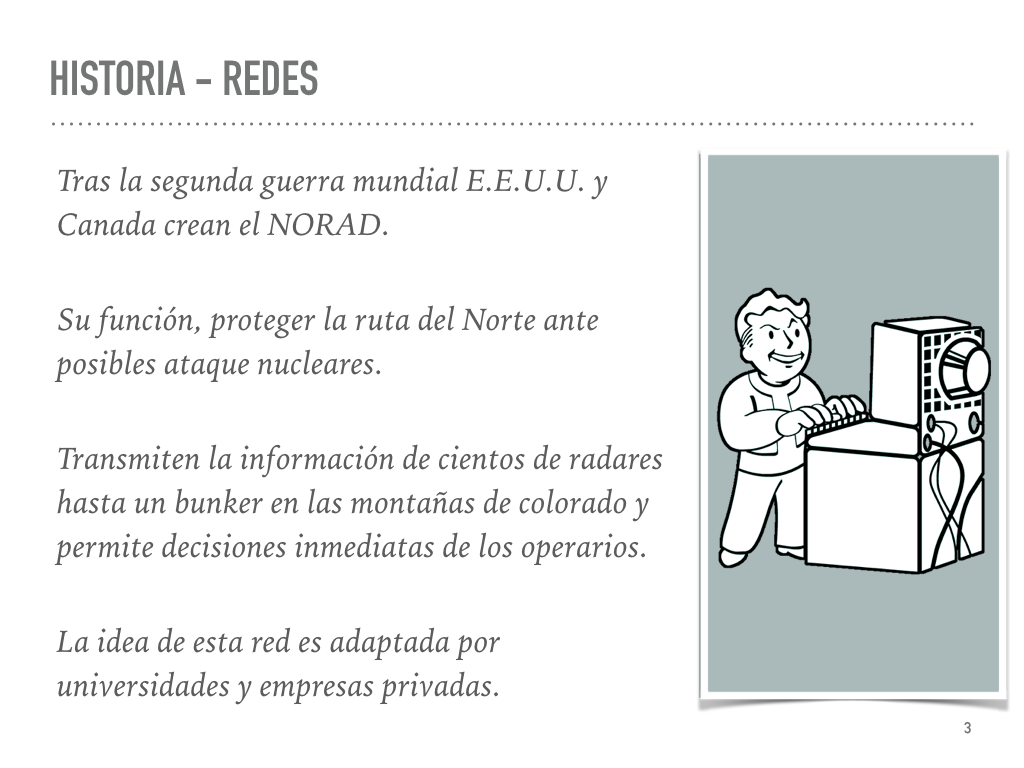 HISTORIA – REDES
Tras la segunda guerra mundial E.E.U.U. y
Canada crean el NORAD.
Su función, proteger la ruta del Norte ante
posibles ataque nucleares.
Transmiten la información de cientos de radares
hasta un bunker en las montañas de colorado y
permite decisiones inmediatas de los operarios.
La idea de esta red es adaptada por
universidades y empresas privadas.
3